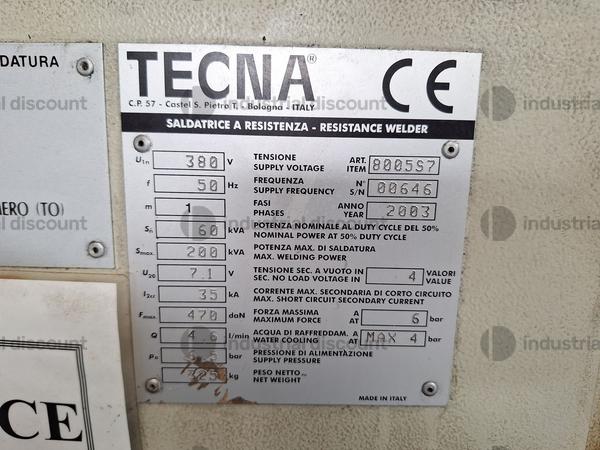 DATURA
ERO (TO)
CE
TECNA®
CE
C.P. 57 - Castel S. Pietro T. - Bologna - ITALY
SALDATRICE A RESISTENZA - RESISTANCE WELDER
U1n 380 V TENSIONE SUPPLY VOLTAGE ART. ITEM 8005S7
f 50 Hz FREQUENZA SUPPLY FREQUENCY N° S/N 00646
m 1 FASI PHASES ANNO YEAR 2003
Sn 60 kVA POTENZA NOMINALE AL DUTY CYCLE DEL 50% NOMINAL POWER AT 50% DUTY CYCLE
Smax. 200 kVA POTENZA MAX. DI SALDATURA MAX. WELDING POWER
U20 7.1 V TENSIONE SEC. A VUOTO IN SEC. NO LOAD VOLTAGE IN 4 VALORI VALUE
I2cc 35 kA CORRENTE MAX. SECONDARIA DI CORTO CIRCUITO MAX. SHORT CIRCUIT SECONDARY CURRENT
Fmax. 470 daN FORZA MASSIMA MAXIMUM FORCE A AT 6 bar
Q 4.6 l/min ACQUA DI RAFFREDDAM. WATER COOLING A AT MAX 4 bar
bar PRESSIONE DI ALIMENTAZIONE SUPPLY PRESSURE
kg PESO NETTO NET WEIGHT
MADE IN ITALY
industrial discount